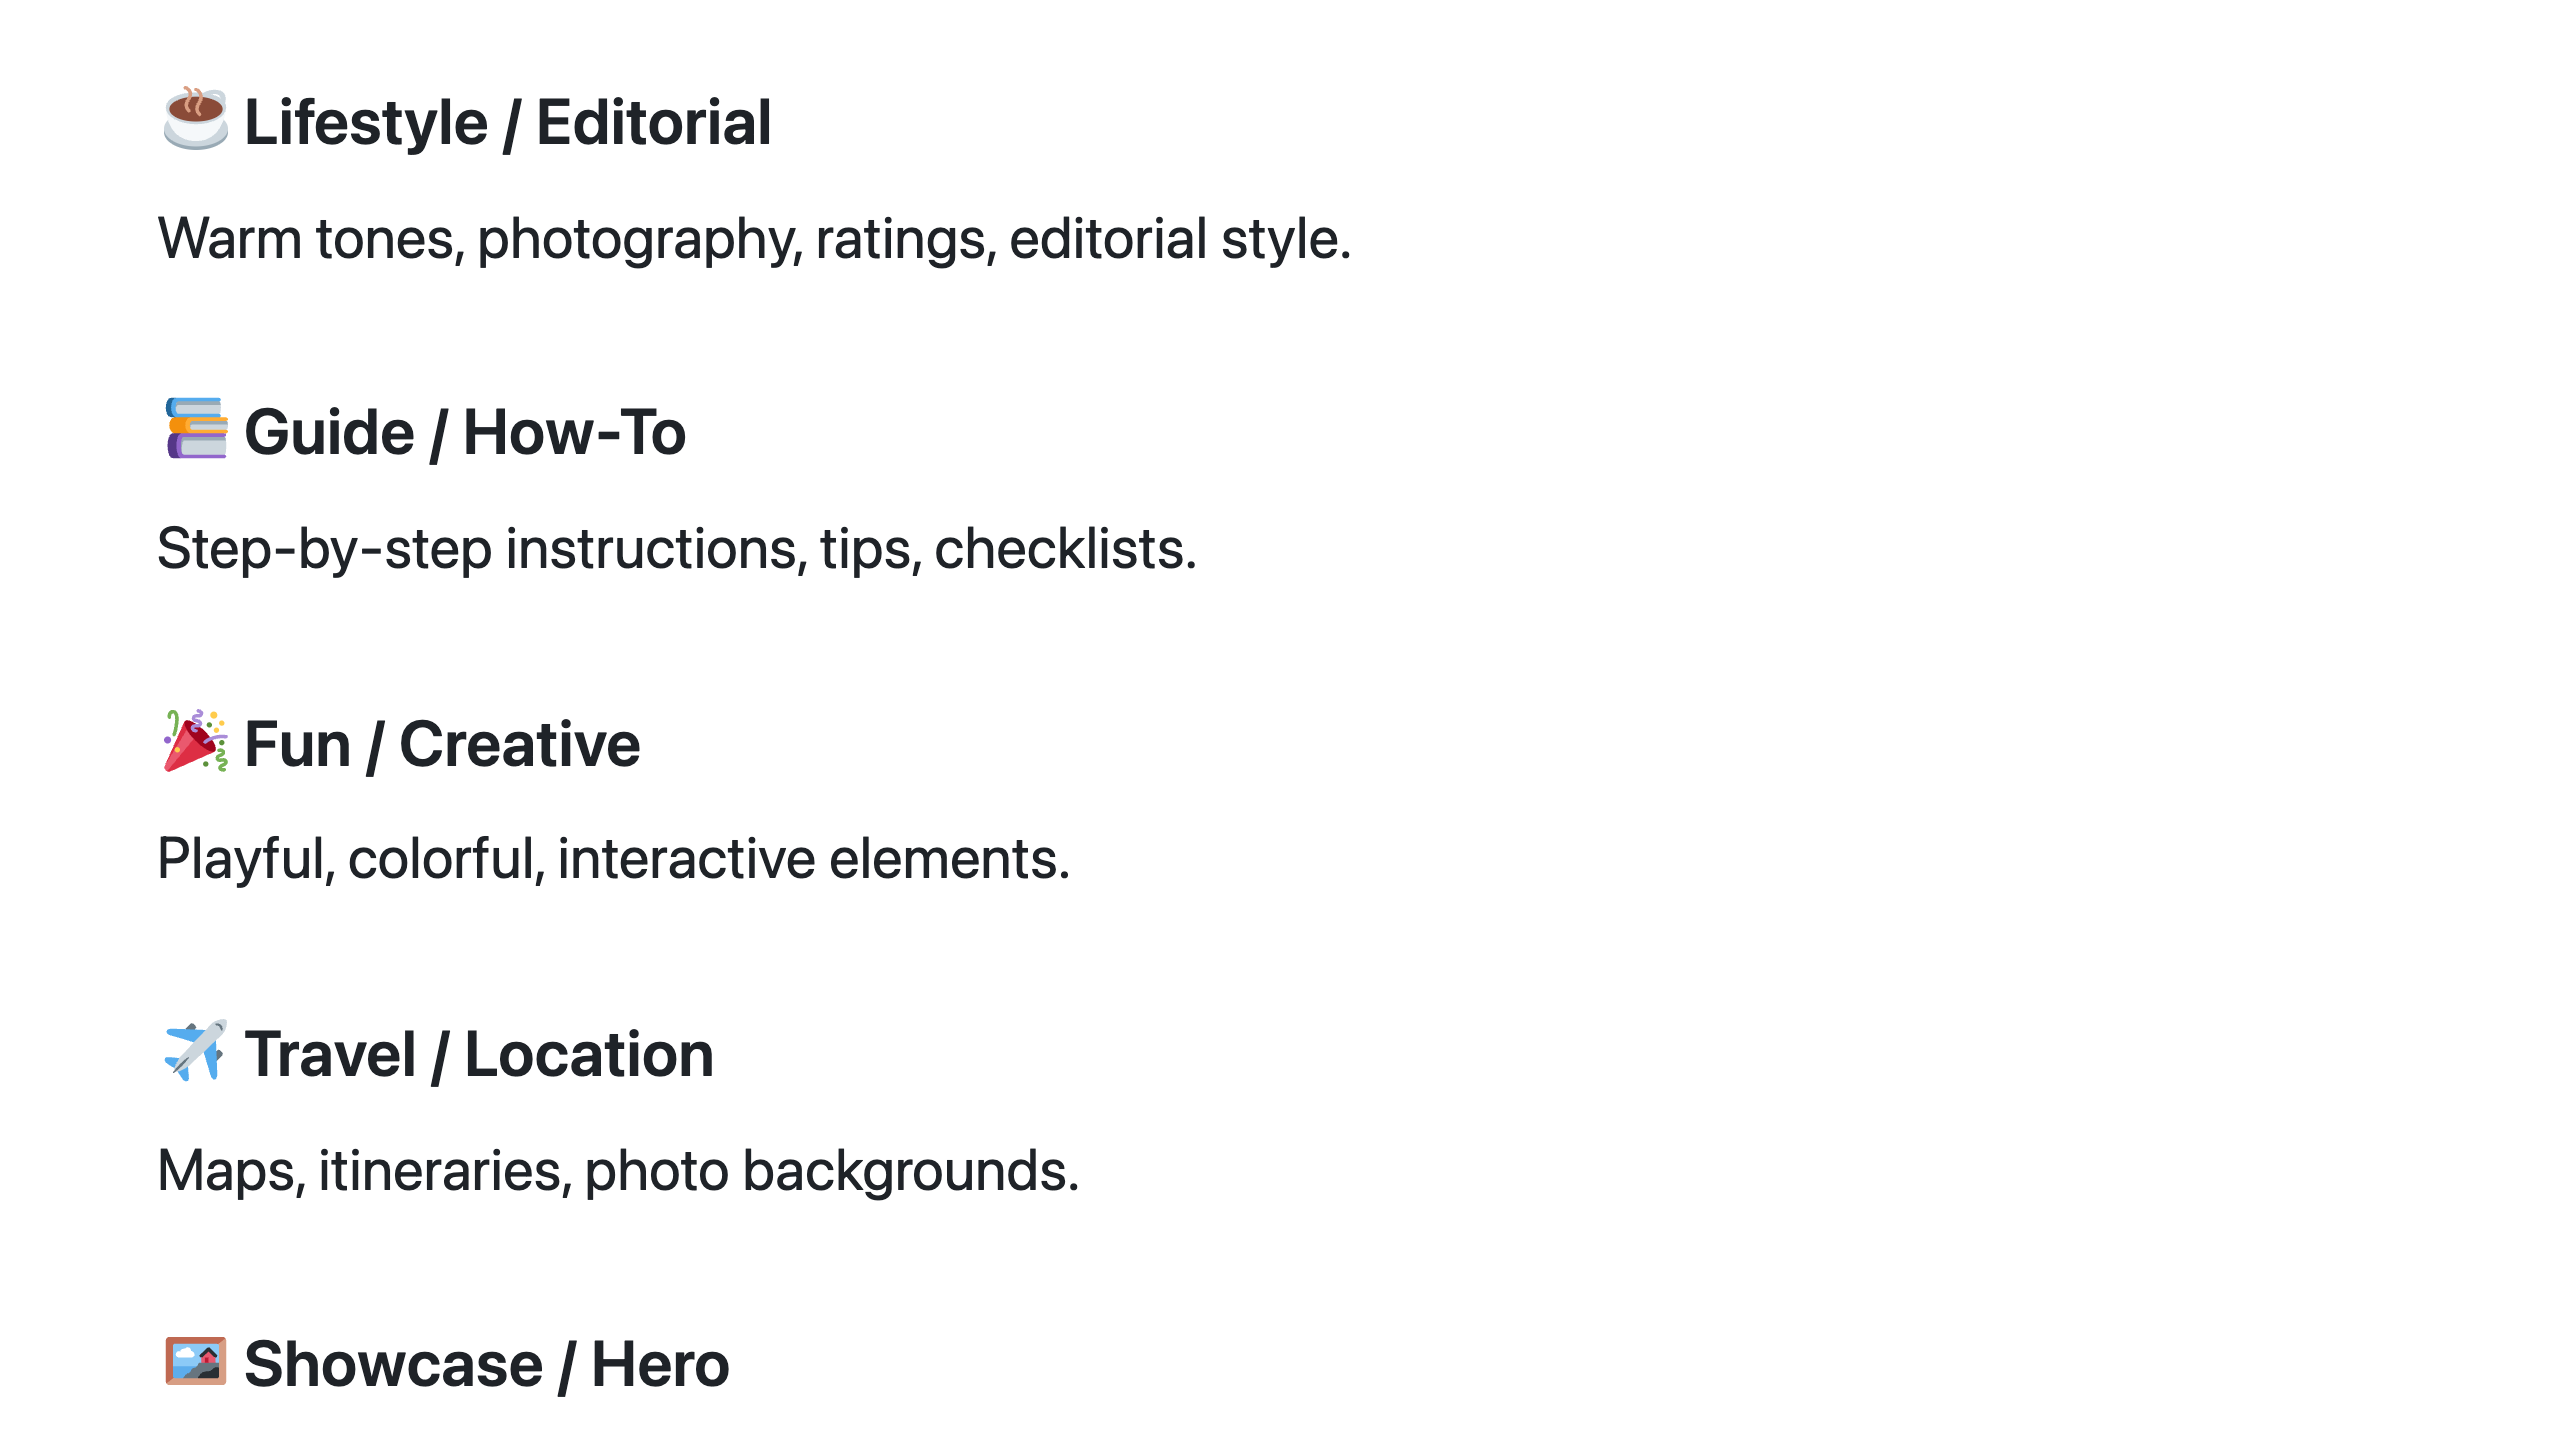 ☕ Lifestyle / Editorial
Warm tones, photography, ratings, editorial style.
📚 Guide / How-To
Step-by-step instructions, tips, checklists.
🎉 Fun / Creative
Playful, colorful, interactive elements.
✈️ Travel / Location
Maps, itineraries, photo backgrounds.
🖼️ Showcase / Hero